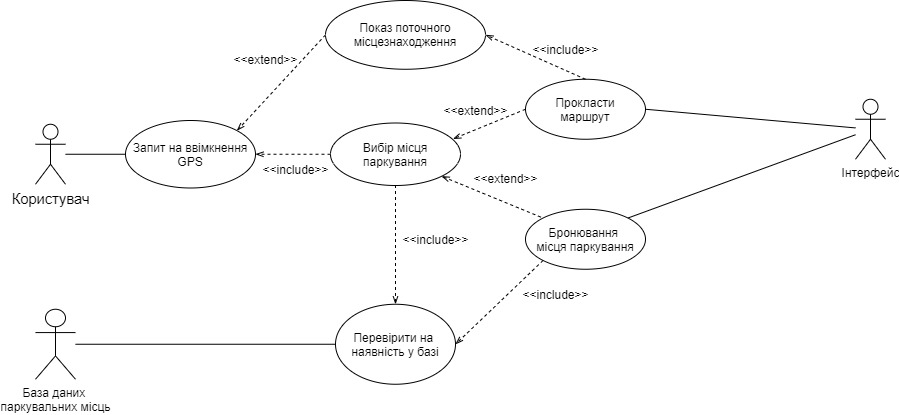 Показ поточного
місцезнаходження
<<include>>
<<extend>>
Прокласти
маршрут
<<extend>>
Запит на ввімкнення
GPS
Вибір місця
паркування
<<include>>
Користувач
Інтерфейс
<<extend>>
Бронювання
місця паркування
<<include>>
<<include>>
Перевірити на
наявність у базі
База даних
паркувальних місць